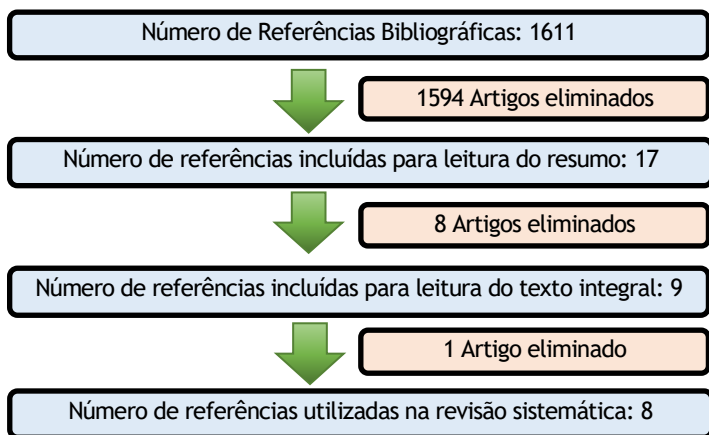 Número de Referências Bibliográficas: 1611
1594 Artigos eliminados
Número de referências incluídas para leitura do resumo: 17
8 Artigos eliminados
Número de referências incluídas para leitura do texto integral: 9
1 Artigo eliminado
Número de referências utilizadas na revisão sistemática: 8